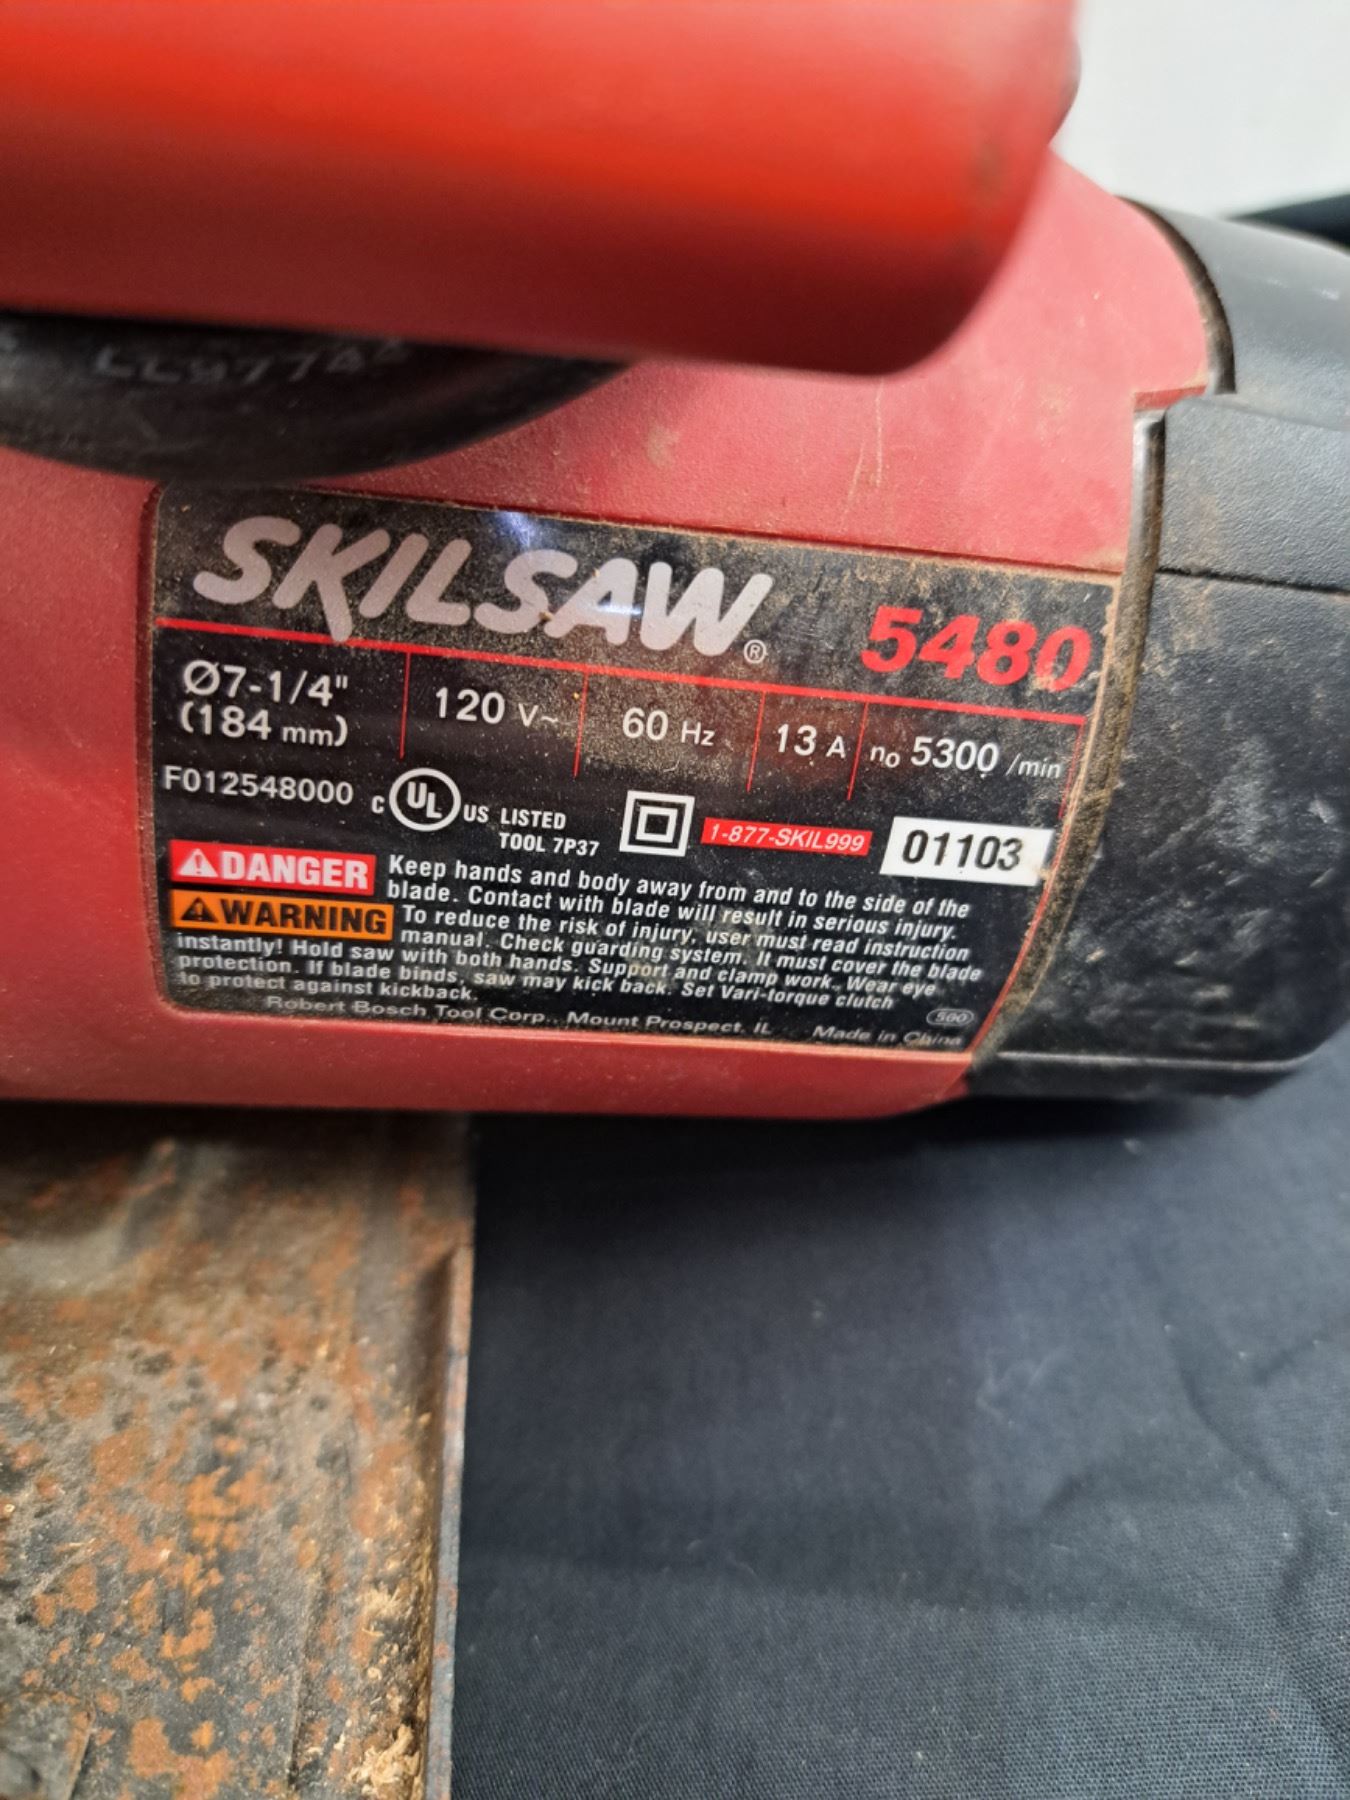 SKILSAW® 5480
Ø7-1/4" 120 V~ 60 Hz 13 A n₀ 5300 /min
(184 mm)
F012548000 C UL US LISTED 1-877-SKIL999 01103
TOOL 7P37
DANGER Keep hands and body away from and to the side of the
blade. Contact with blade will result in serious injury.
WARNING To reduce the risk of injury, user must read instruction
manual. Check guarding system. It must cover the blade
instantly! Hold saw with both hands. Support and clamp work. Wear eye
protection. If blade binds, saw may kick back. Set Vari-torque clutch
to protect against kickback.
Robert Bosch Tool Corp., Mount Prospect, IL Made in China 500